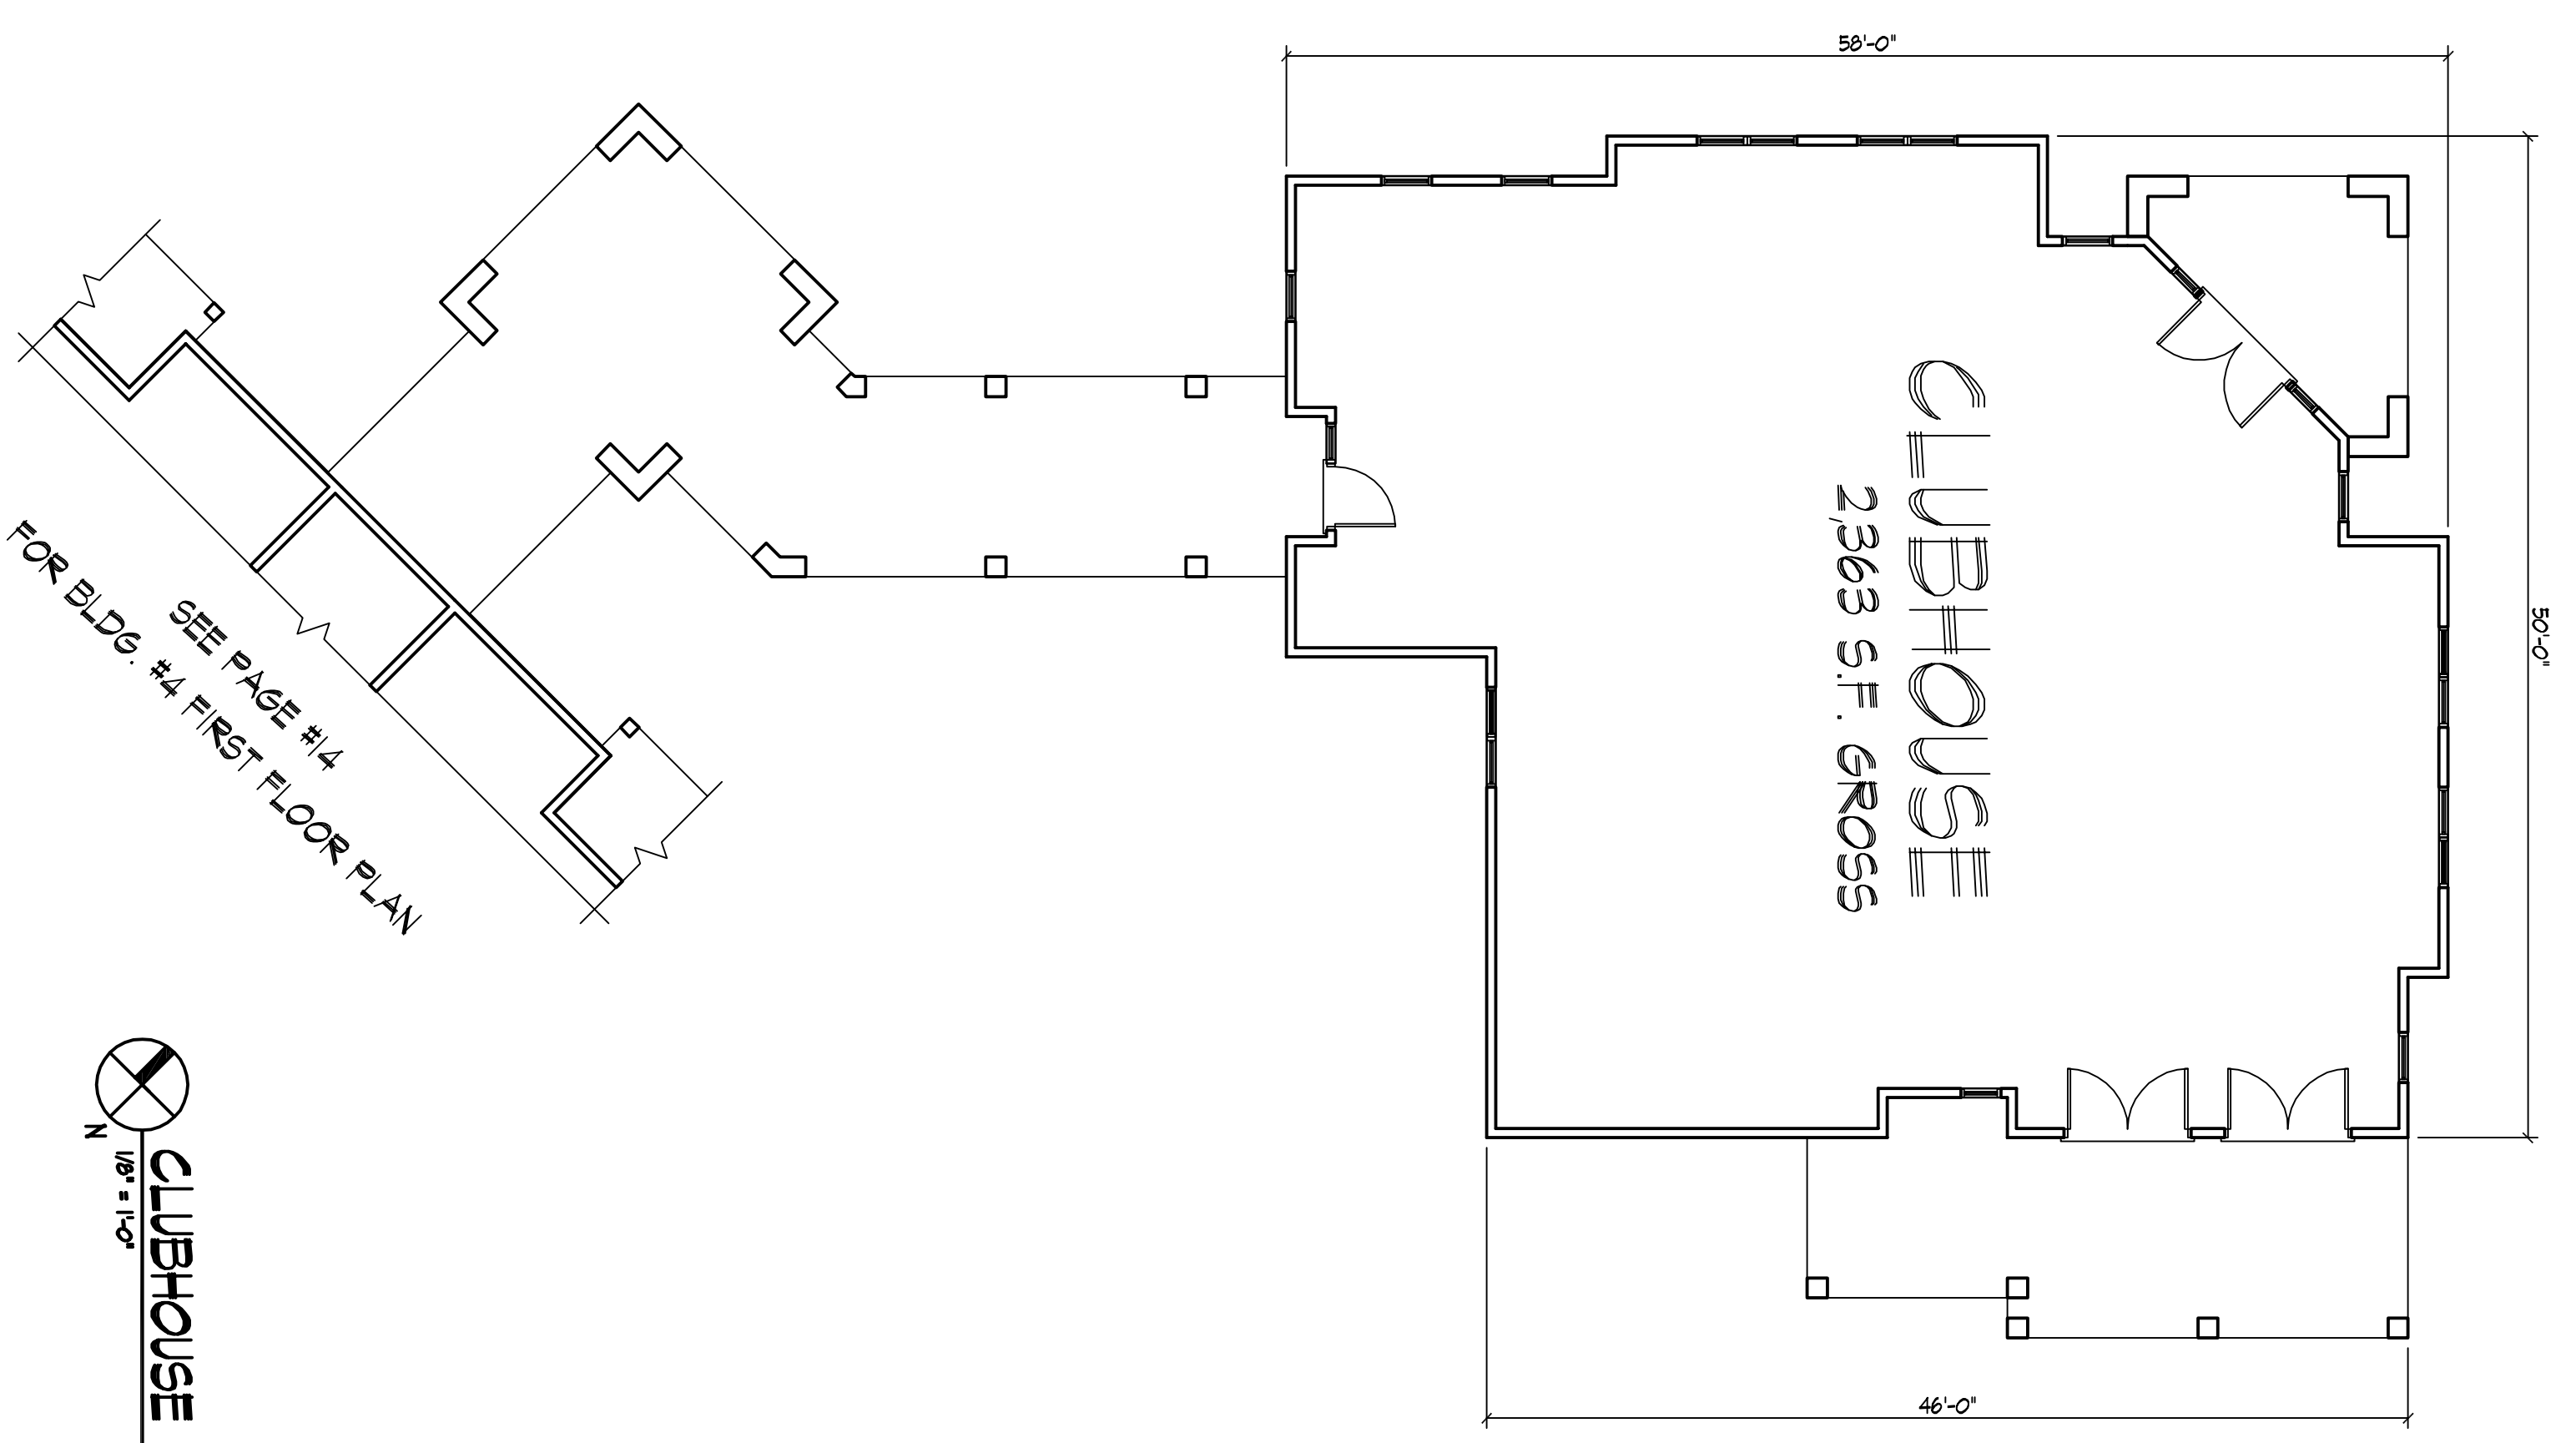 58'-0"
50'-0"
CLUBHOUSE
2,363 S.F. GROSS
SEE PAGE #14
FOR BLDG. #4 FIRST FLOOR PLAN
46'-0"
N
CLUBHOUSE
1/8" = 1'-0"